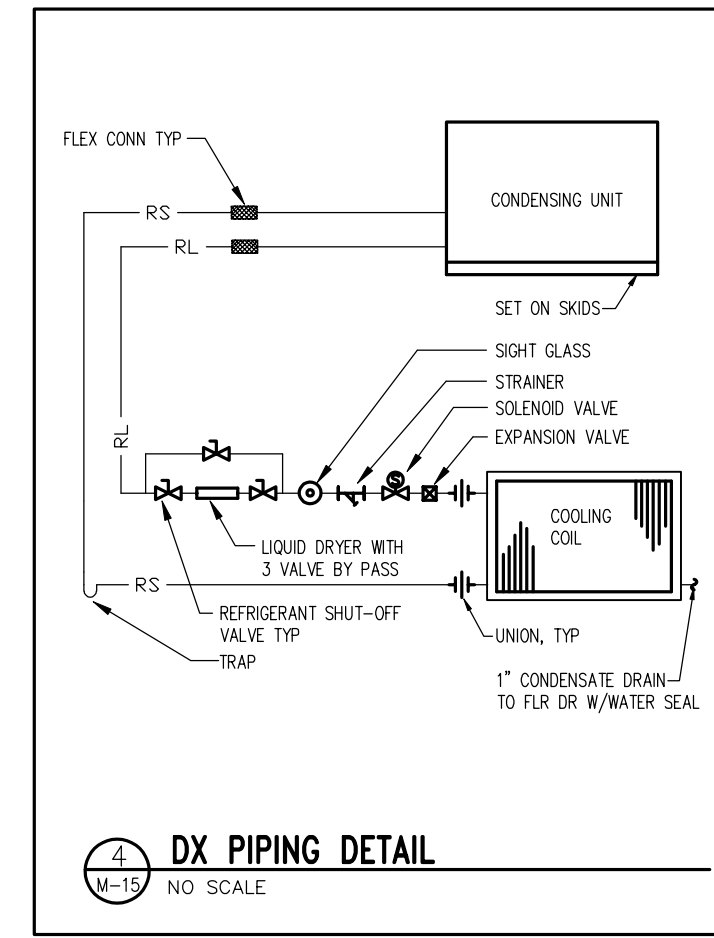 FLEX CONN TYP
CONDENSING UNIT
RS
RL
SET ON SKIDS
SIGHT GLASS
STRAINER
SOLENOID VALVE
EXPANSION VALVE
RL
S
COOLING
COIL
LIQUID DRYER WITH
3 VALVE BY PASS
RS
REFRIGERANT SHUT-OFF
VALVE TYP
UNION, TYP
TRAP
1" CONDENSATE DRAIN
TO FLR DR W/WATER SEAL
4
M-15
DX PIPING DETAIL
NO SCALE